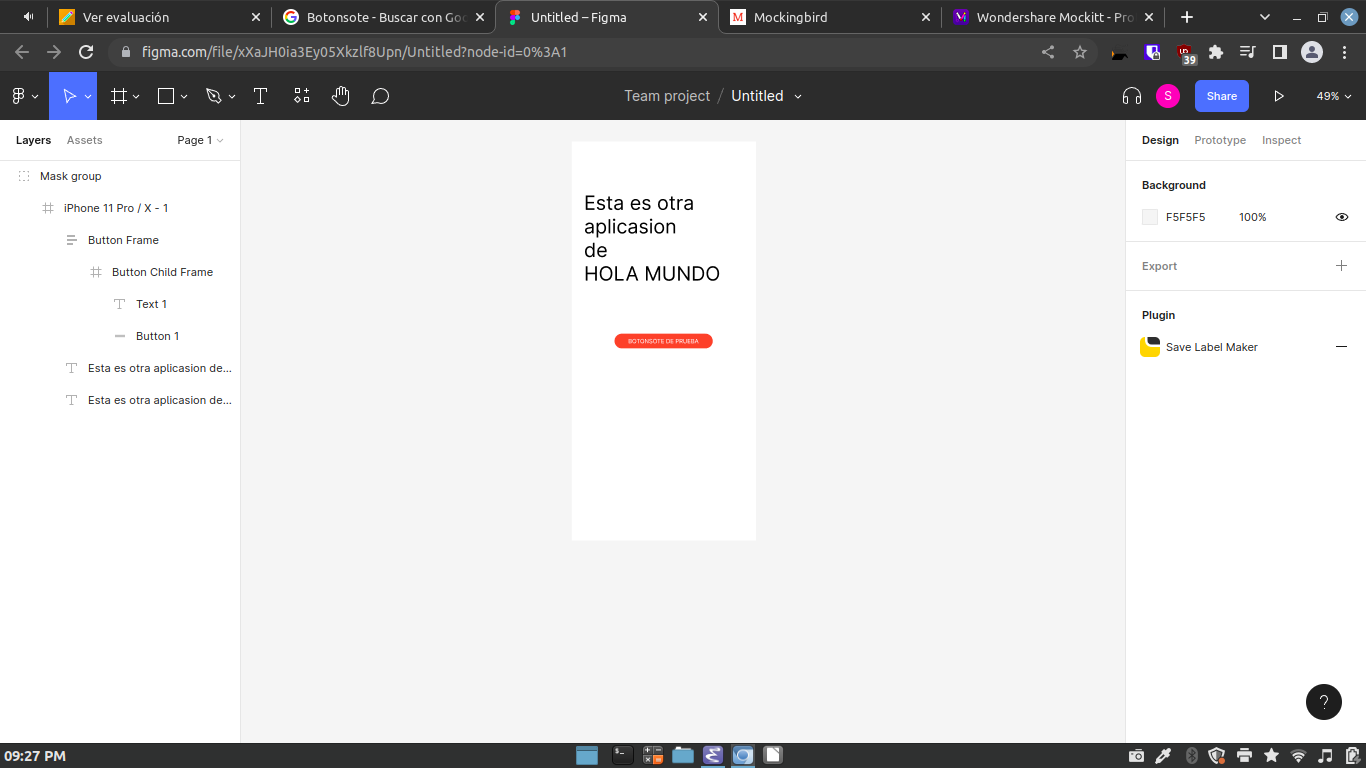 Ver evaluación
Botonsote - Buscar con Goo
Untitled – Figma
Mockingbird
Wondershare Mockitt - Pro
figma.com/file/xXaJH0ia3Ey05Xkzlf8Upn/Untitled?node-id=0%3A1
39
Team project / Untitled
S
Share
49%
Layers
Assets
Page 1
Mask group
iPhone 11 Pro / X - 1
Button Frame
Button Child Frame
Text 1
Button 1
Esta es otra aplicasion de...
Esta es otra aplicasion de...
Esta es otra
aplicasion
de
HOLA MUNDO
BOTONSOTE DE PRUEBA
Design
Prototype
Inspect
Background
F5F5F5
100%
Export
Plugin
Save Label Maker
?
09:27 PM